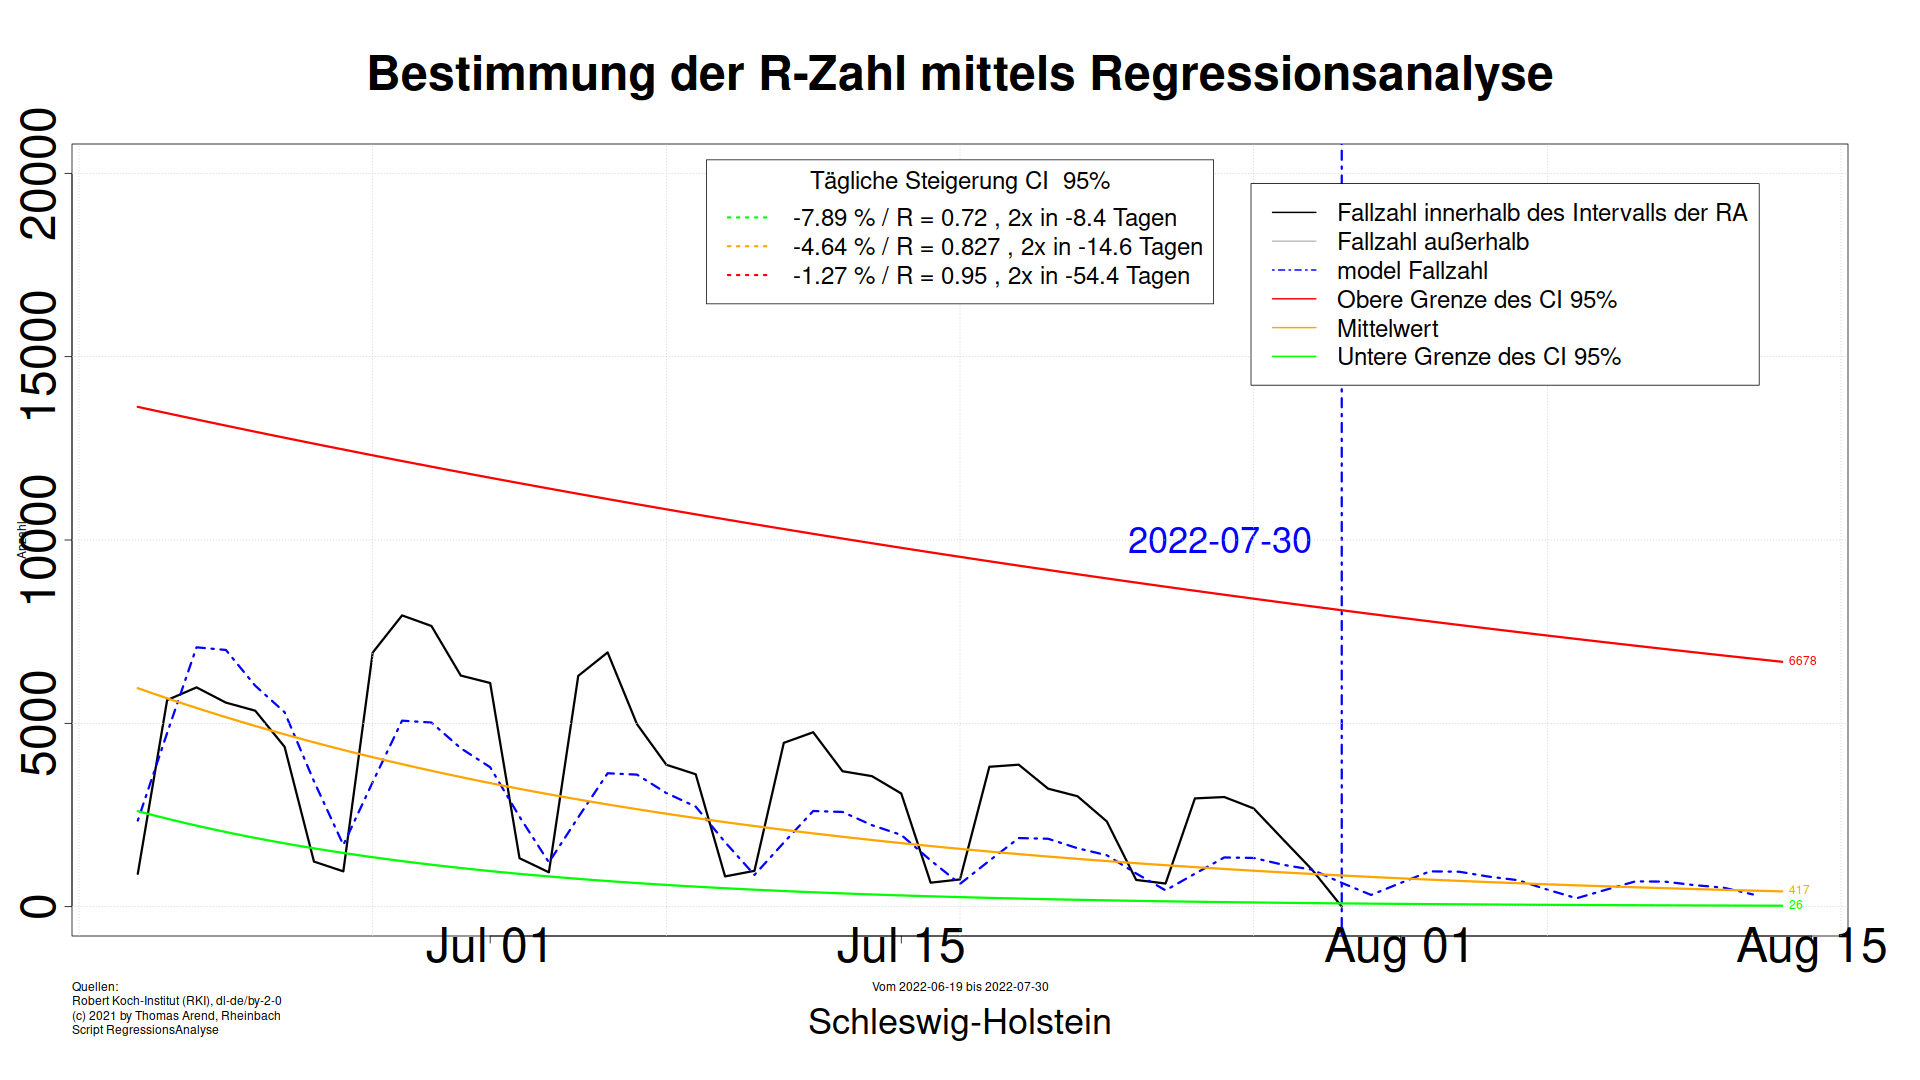 Bestimmung der R-Zahl mittels Regressionsanalyse
Anzahl
20000
15000
10000
5000
0
Tägliche Steigerung CI  95%
-7.89 % / R = 0.72 , 2x in -8.4 Tagen
-4.64 % / R = 0.827 , 2x in -14.6 Tagen
-1.27 % / R = 0.95 , 2x in -54.4 Tagen
Fallzahl innerhalb des Intervalls der RA
Fallzahl außerhalb
model Fallzahl
Obere Grenze des CI 95%
Mittelwert
Untere Grenze des CI 95%
2022-07-30
6678
417
26
Jul 01
Jul 15
Aug 01
Aug 15
Quellen:
Robert Koch-Institut (RKI), dl-de/by-2-0
(c) 2021 by Thomas Arend, Rheinbach
Script RegressionsAnalyse
Vom 2022-06-19 bis 2022-07-30
Schleswig-Holstein